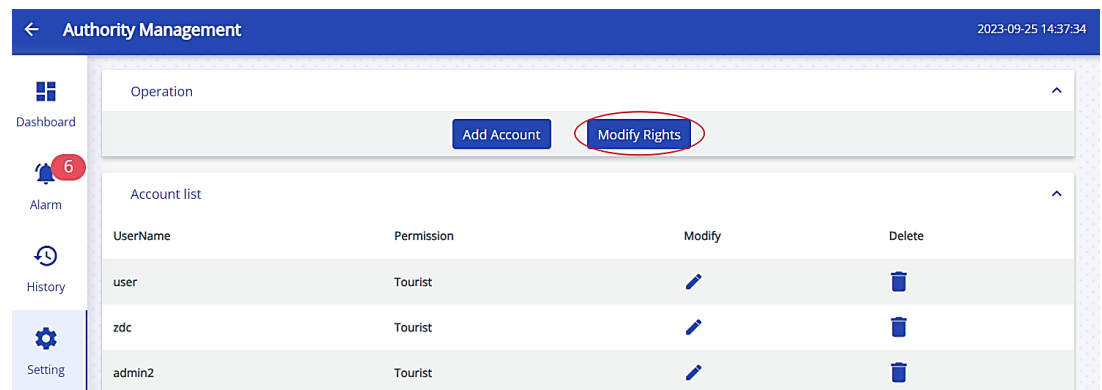 Authority Management 2023-09-25 14:37:34
Dashboard
6
Alarm
History
Setting
Operation
Add Account Modify Rights
Account list
UserName Permission Modify Delete
user Tourist
zdc Tourist
admin2 Tourist